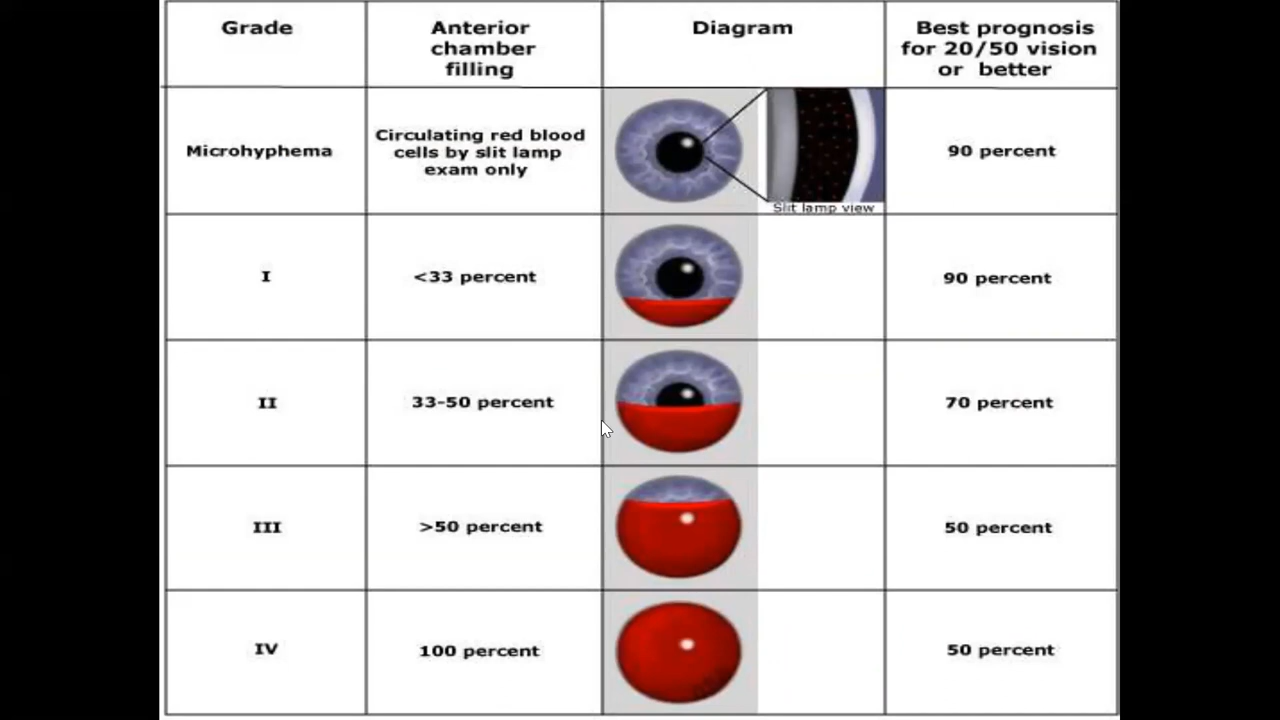 Grade
Anterior
chamber
filling
Diagram
Best prognosis
for 20/50 vision
or better
Microhyphema
Circulating red blood
cells by slit lamp
exam only
Slit lamp view
90 percent
I
<33 percent
90 percent
II
33-50 percent
70 percent
III
>50 percent
50 percent
IV
100 percent
50 percent